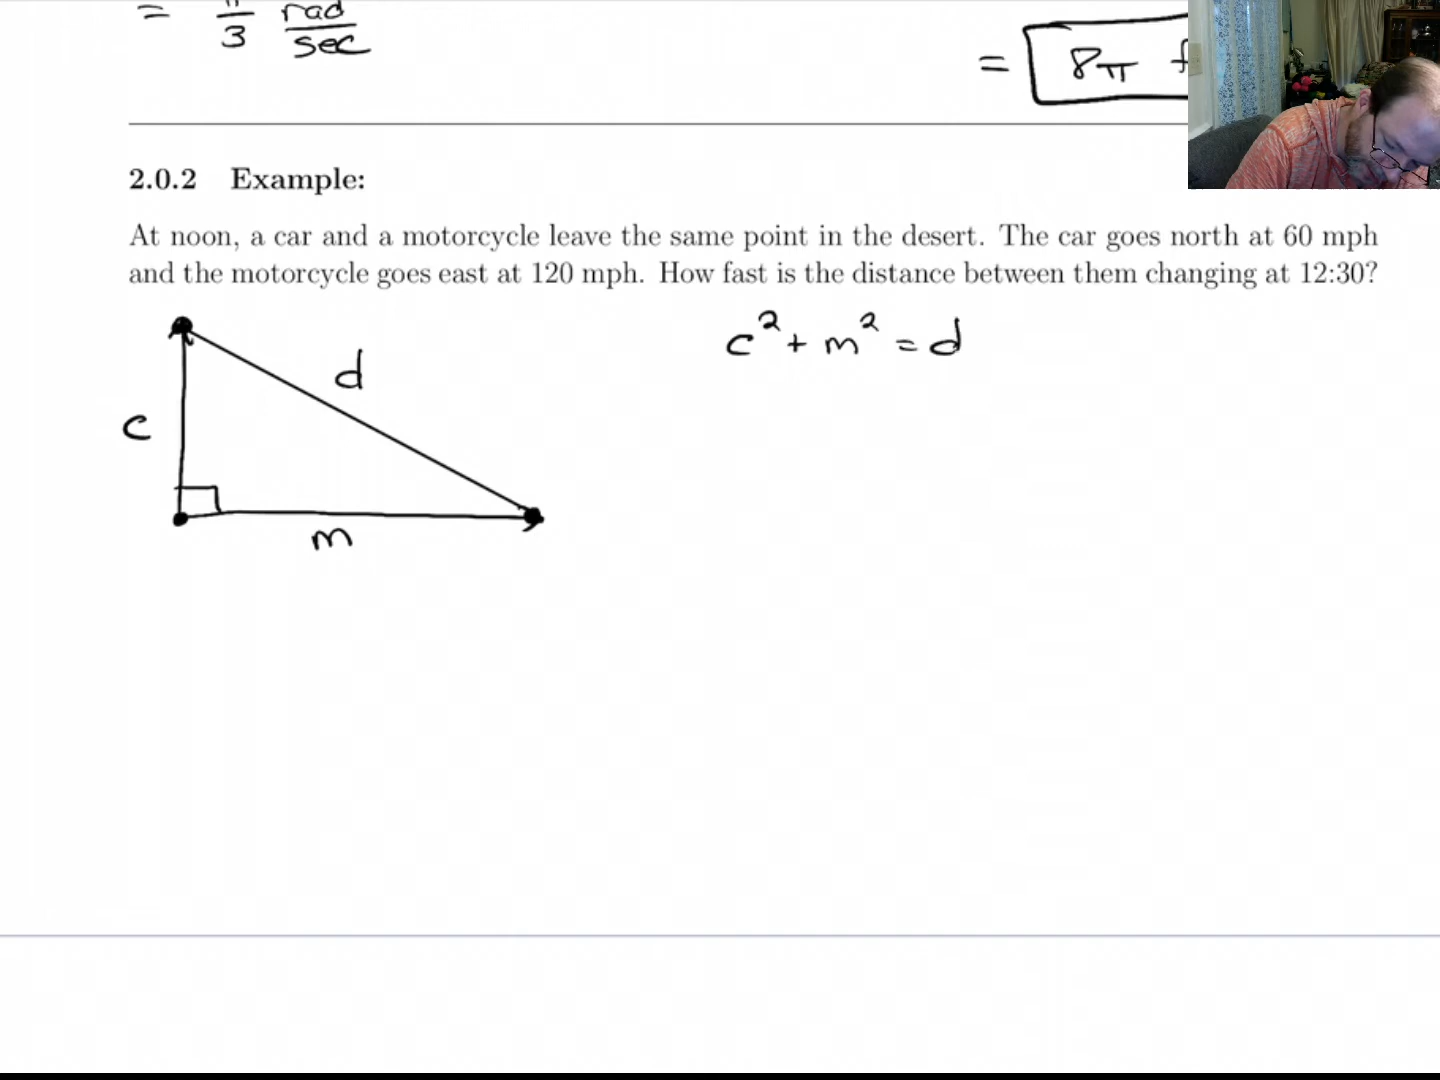 = π/3 rad/sec
= 8π
2.0.2 Example:
At noon, a car and a motorcycle leave the same point in the desert. The car goes north at 60 mph
and the motorcycle goes east at 120 mph. How fast is the distance between them changing at 12:30?
c² + m² = d
d
c
m